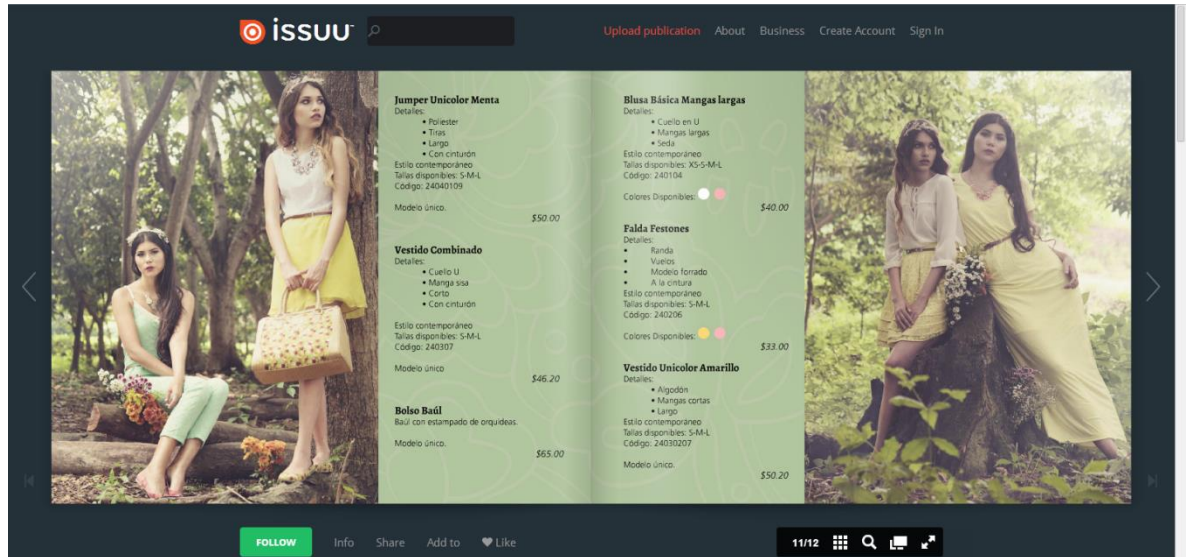 issuu
Upload publication About Business Create Account Sign In
Jumper Unicolor Menta
Detalles:
• Poliester
• Tiras
• Largo
• Con cinturón
Estilo contemporáneo
Tallas disponibles: S-M-L
Código: 24040109
Modelo único.
$50.00
Vestido Combinado
Detalles:
• Cuello U
• Manga sisa
• Corto
• Con cinturón
Estilo contemporáneo
Tallas disponibles: S-M-L
Código: 240307
Modelo único
$46.20
Bolso Baúl
Baúl con estampado de orquideas.
Modelo único.
$65.00
Blusa Básica Mangas largas
Detalles:
• Cuello en U
• Mangas largas
• Seda
Estilo contemporáneo
Tallas disponibles: XS-S-M-L
Código: 240104
Colores Disponibles:
$40.00
Falda Festones
Detalles:
• Randa
• Vuelos
• Modelo forrado
• A la cintura
Estilo contemporáneo
Tallas disponibles: S-M-L
Código: 240206
Colores Disponibles:
$33.00
Vestido Unicolor Amarillo
Detalles:
• Algodón
• Mangas cortas
• Largo
Estilo contemporáneo
Tallas disponibles: S-M-L
Código: 24030207
Modelo único.
$50.20
FOLLOW Info Share Add to Like
11/12